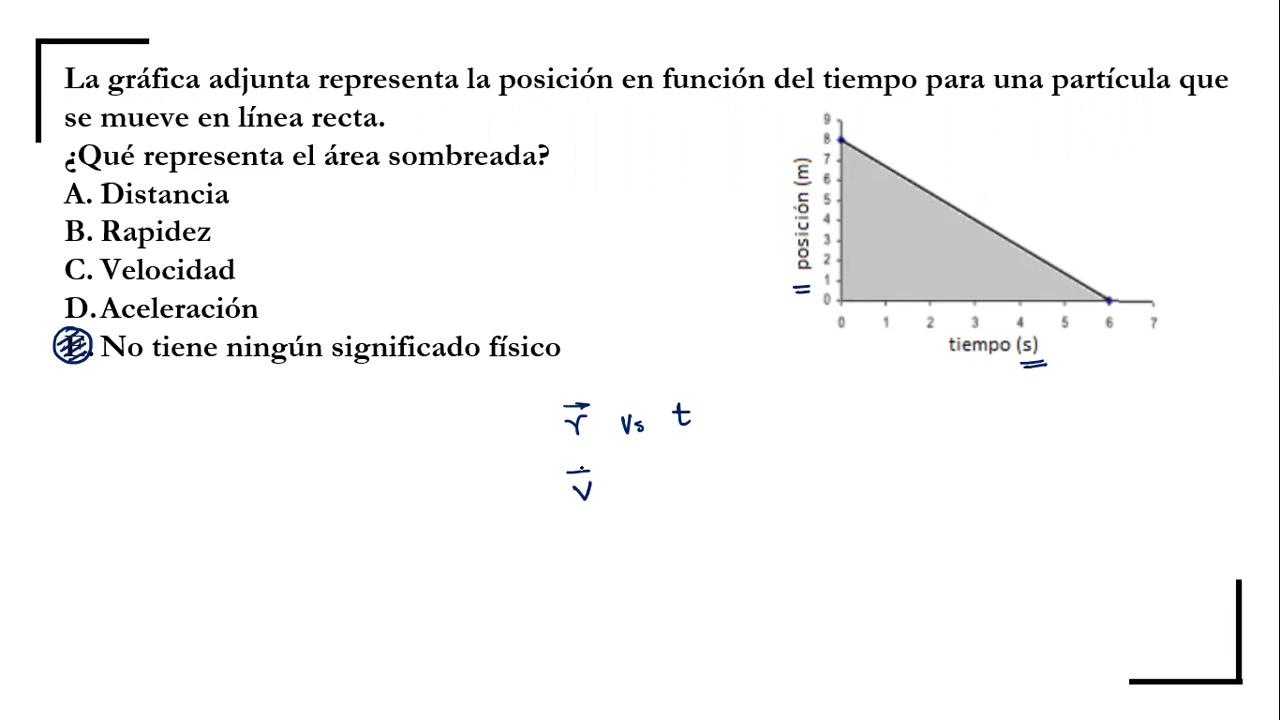 La gráfica adjunta representa la posición en función del tiempo para una partícula que
se mueve en línea recta.
¿Qué representa el área sombreada?
A. Distancia
B. Rapidez
C. Velocidad
D. Aceleración
E. No tiene ningún significado físico
posición (m)
9
8
7
6
5
4
3
2
1
0
0 1 2 3 4 5 6 7
tiempo (s)
r vs t
v